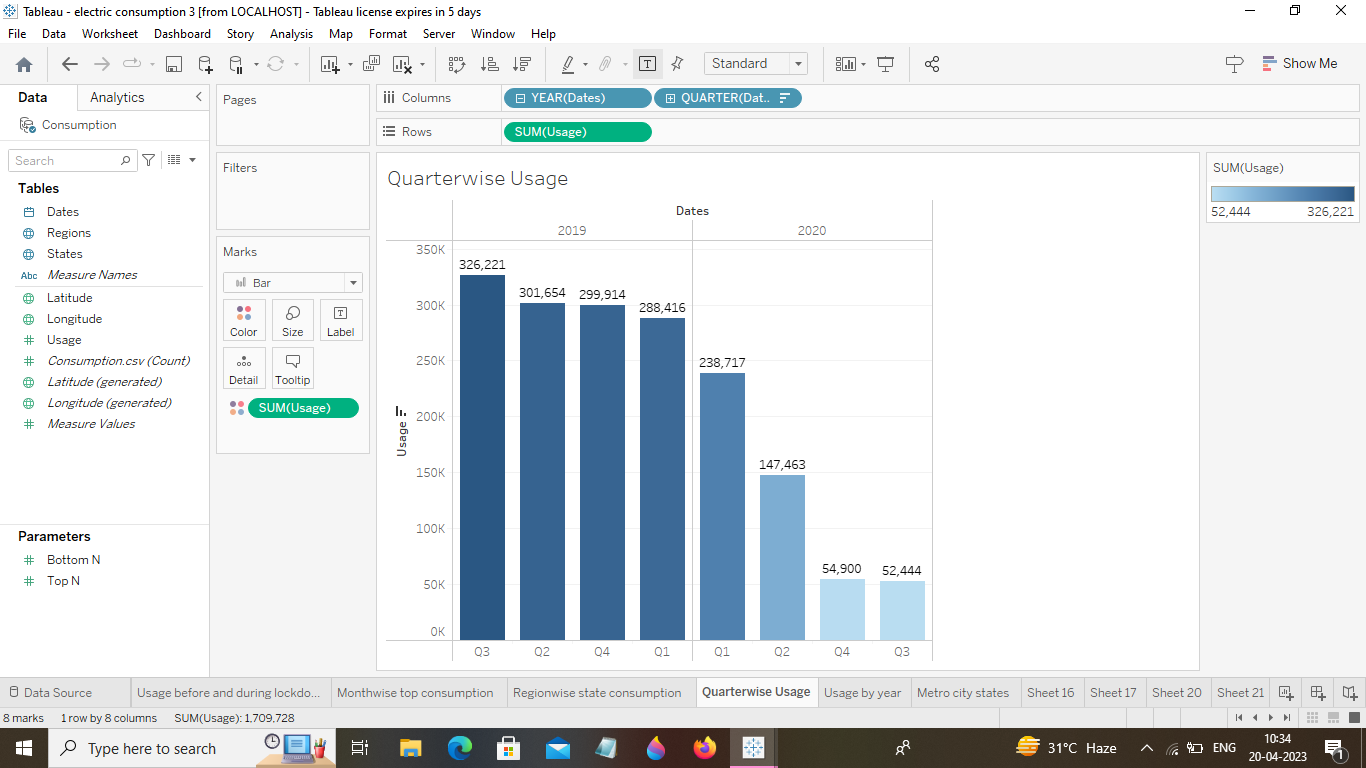 Tableau - electric consumption 3 [from LOCALHOST] - Tableau license expires in 5 days
File Data Worksheet Dashboard Story Analysis Map Format Server Window Help
Standard
Show Me
Data Analytics
Consumption
Search
Tables
Dates
Regions
States
Abc Measure Names
Latitude
Longitude
Usage
Consumption.csv (Count)
Latitude (generated)
Longitude (generated)
Measure Values
Parameters
Bottom N
Top N
Pages
Filters
Marks
Bar
Color Size Label
Detail Tooltip
SUM(Usage)
Columns YEAR(Dates) QUARTER(Dat..
Rows SUM(Usage)
Quarterwise Usage
Dates
2019 2020
Usage
350K
300K
250K
200K
150K
100K
50K
0K
326,221
301,654
299,914
288,416
238,717
147,463
54,900
52,444
Q3 Q2 Q4 Q1 Q1 Q2 Q4 Q3
SUM(Usage)
52,444 326,221
Data Source Usage before and during lockdo... Monthwise top consumption Regionwise state consumption Quarterwise Usage Usage by year Metro city states Sheet 16 Sheet 17 Sheet 20 Sheet 21
8 marks 1 row by 8 columns SUM(Usage): 1,709,728
Type here to search
31°C Haze
ENG
10:34
20-04-2023
1